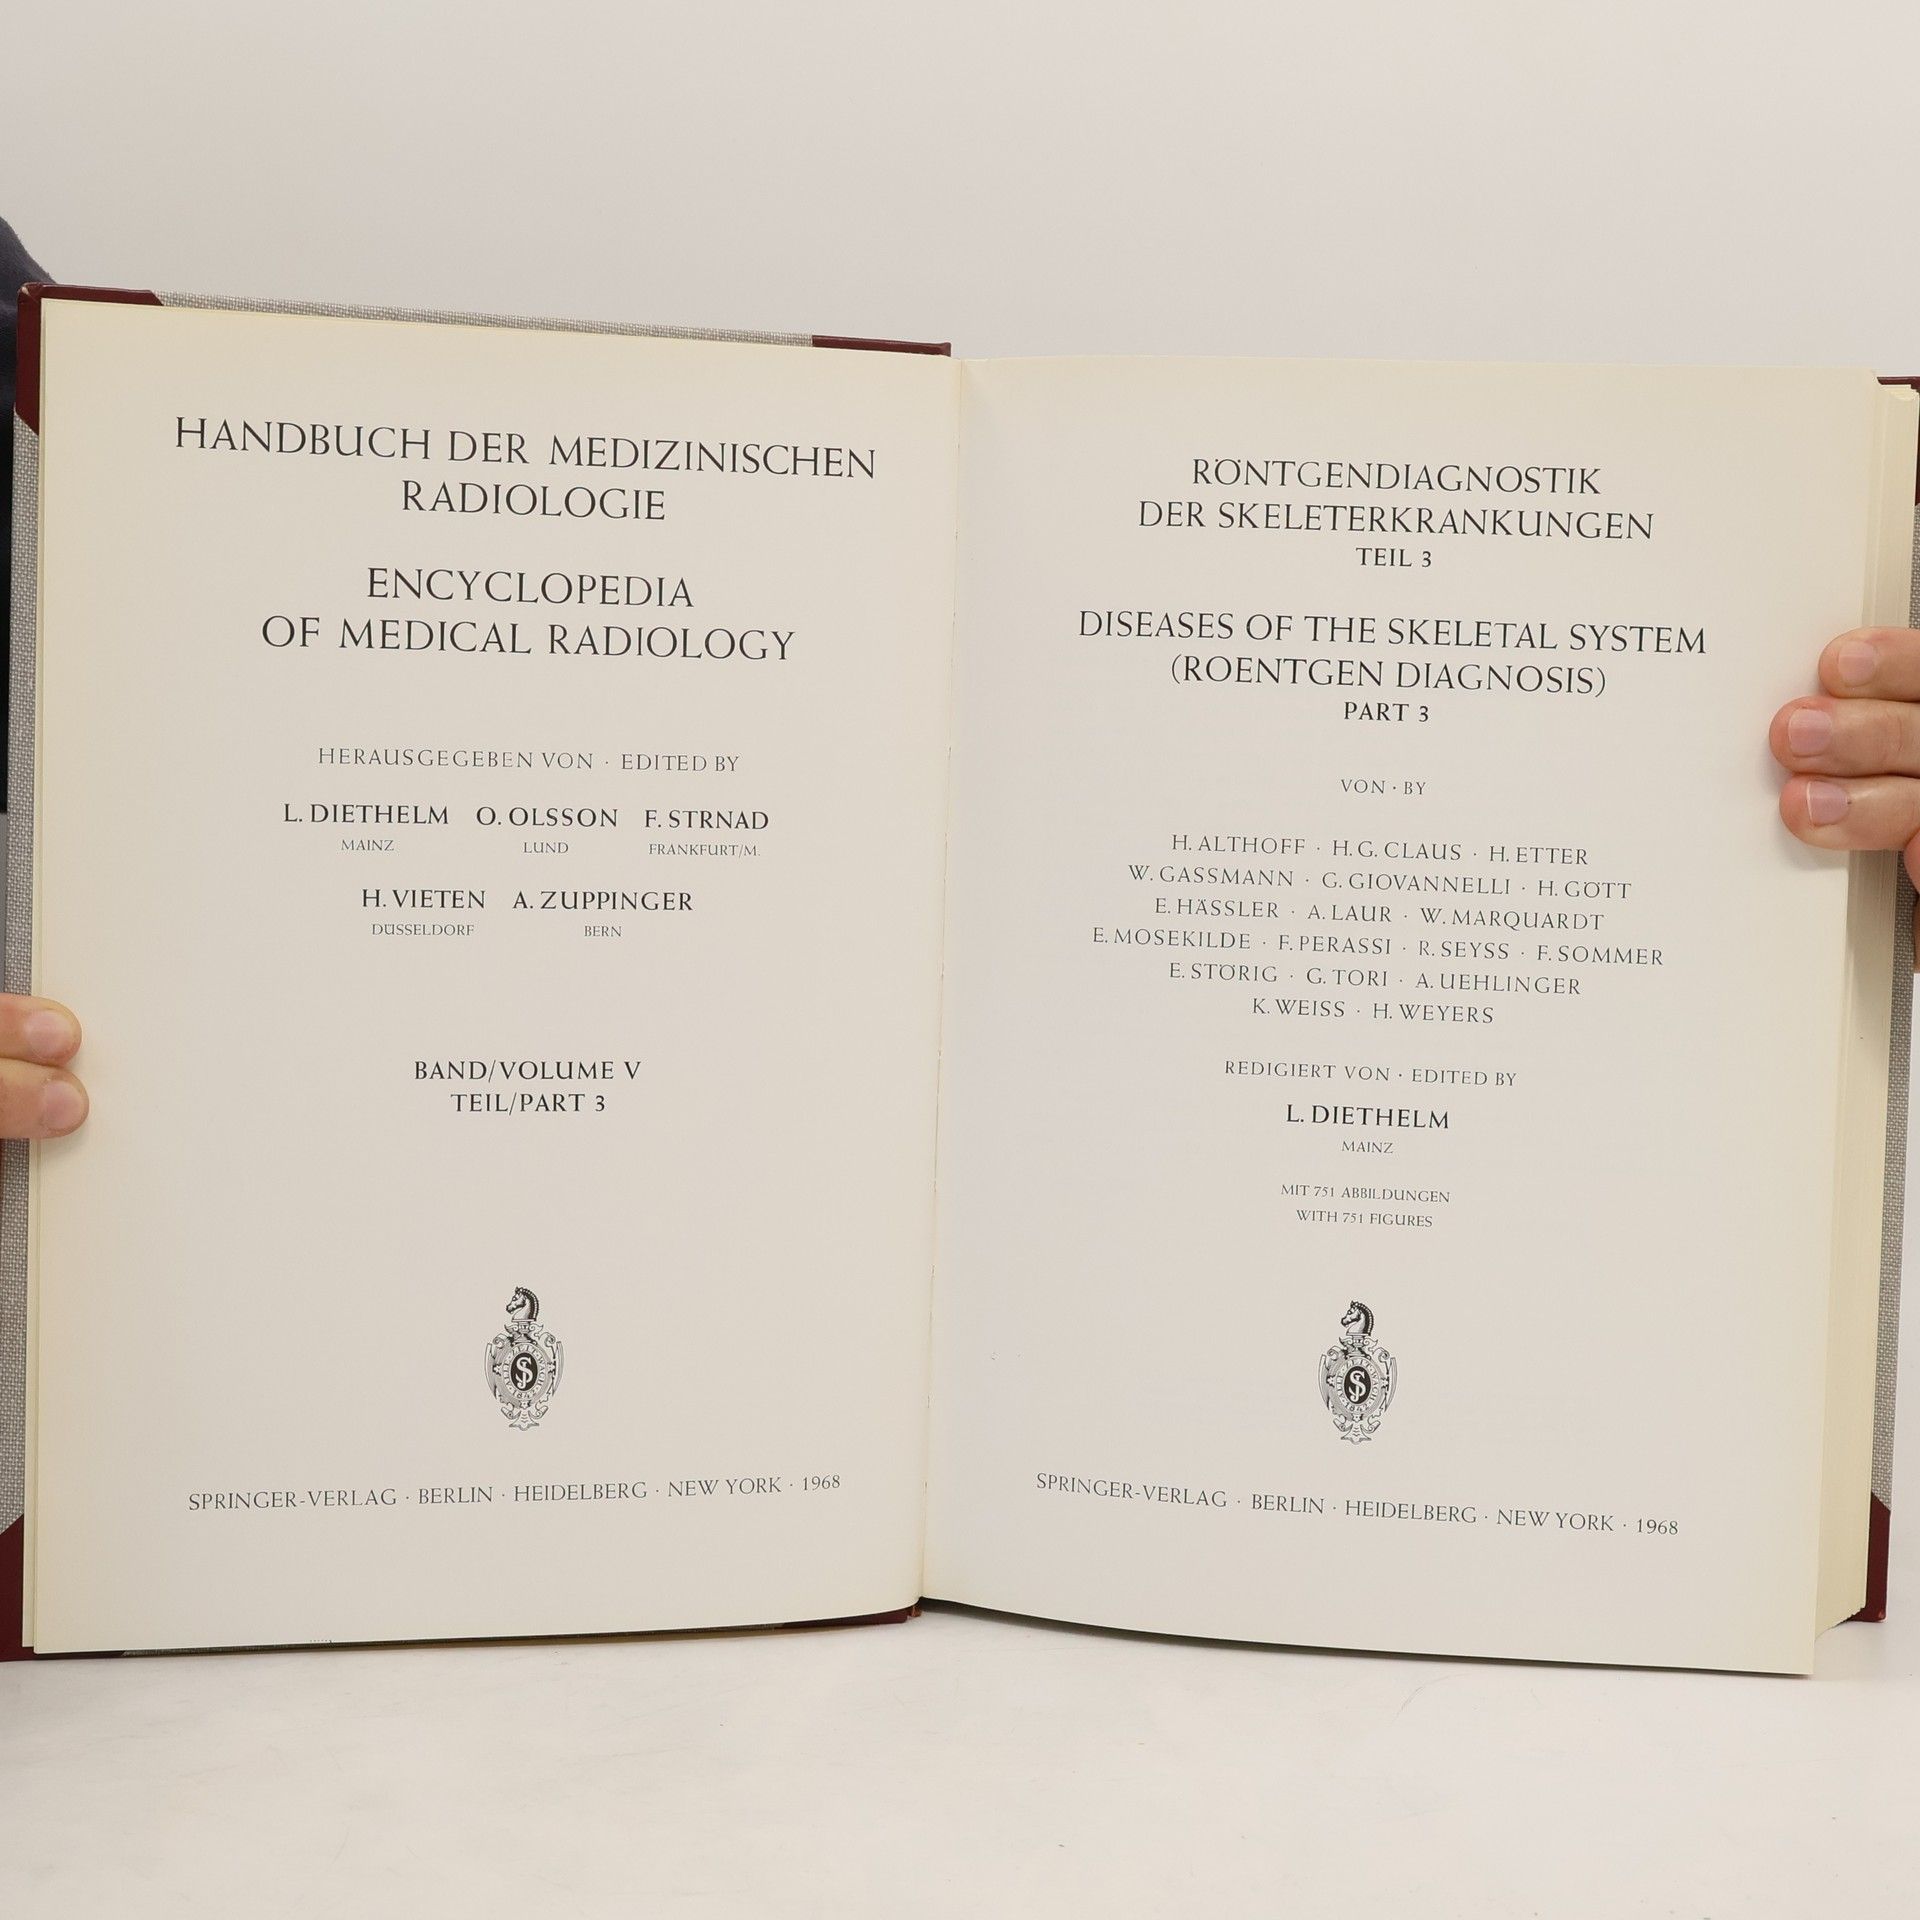 HANDBUCH DER MEDIZINISCHEN
RADIOLOGIE
ENCYCLOPEDIA
OF MEDICAL RADIOLOGY
HERAUSGEGEBEN VON · EDITED BY
L. DIETHELM O. OLSSON F. STRNAD
MAINZ LUND FRANKFURT/M.
H. VIETEN A. ZUPPINGER
DÜSSELDORF BERN
BAND/VOLUME V
TEIL/PART 3
SPRINGER-VERLAG · BERLIN · HEIDELBERG · NEW YORK · 1968
RÖNTGENDIAGNOSTIK
DER SKELETERKRANKUNGEN
TEIL 3
DISEASES OF THE SKELETAL SYSTEM
(ROENTGEN DIAGNOSIS)
PART 3
VON · BY
H. ALTHOFF · H. G. CLAUS · H. ETTER
W. GASSMANN · G. GIOVANNELLI · H. GÖTT
E. HÄSSLER · A. LAUR · W. MARQUARDT
E. MOSEKILDE · F. PERASSI · R. SEYSS · F. SOMMER
E. STÖRIG · G. TORI · A. UEHLINGER
K. WEISS · H. WEYERS
REDIGIERT VON · EDITED BY
L. DIETHELM
MAINZ
MIT 751 ABBILDUNGEN
WITH 751 FIGURES
SPRINGER-VERLAG · BERLIN · HEIDELBERG · NEW YORK · 1968